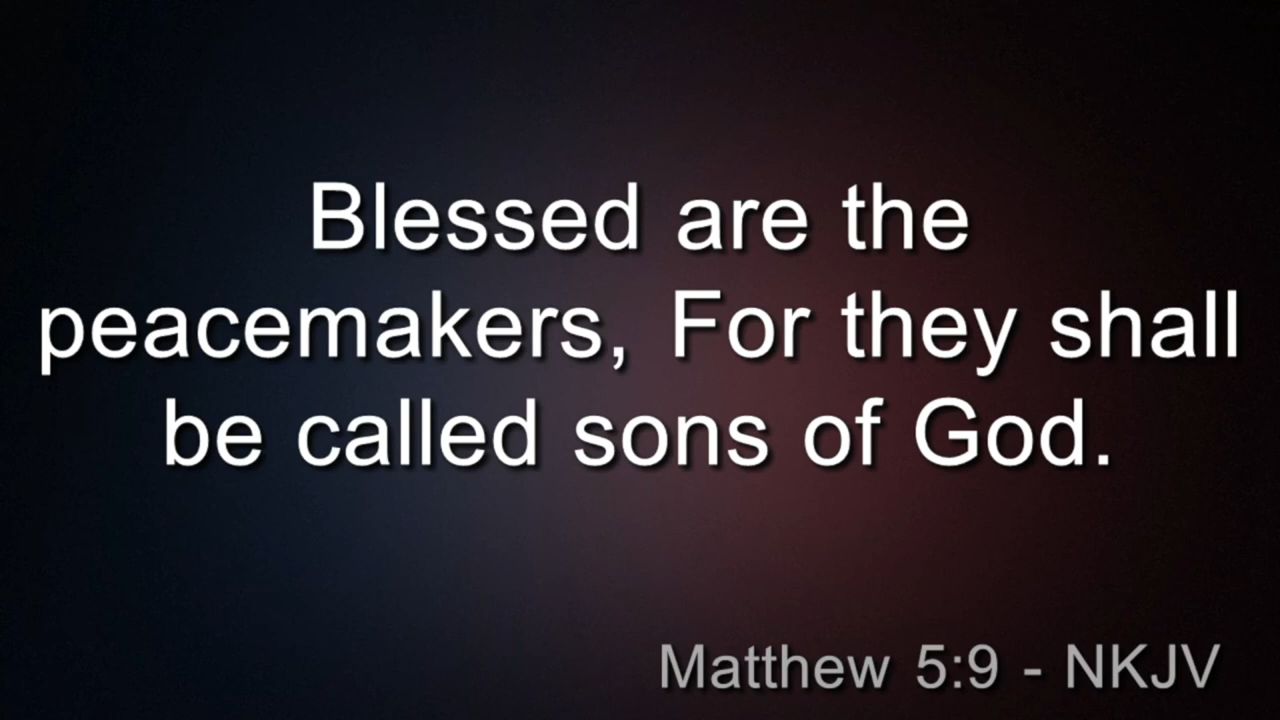 Blessed are the
peacemakers, For they shall
be called sons of God.
Matthew 5:9 - NKJV